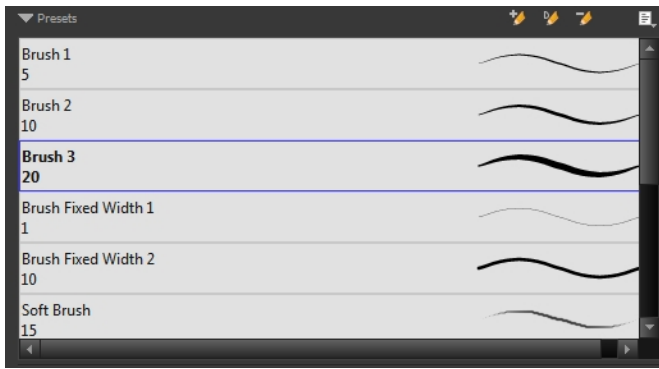 Presets
Brush 1
5
Brush 2
10
Brush 3
20
Brush Fixed Width 1
1
Brush Fixed Width 2
10
Soft Brush
15